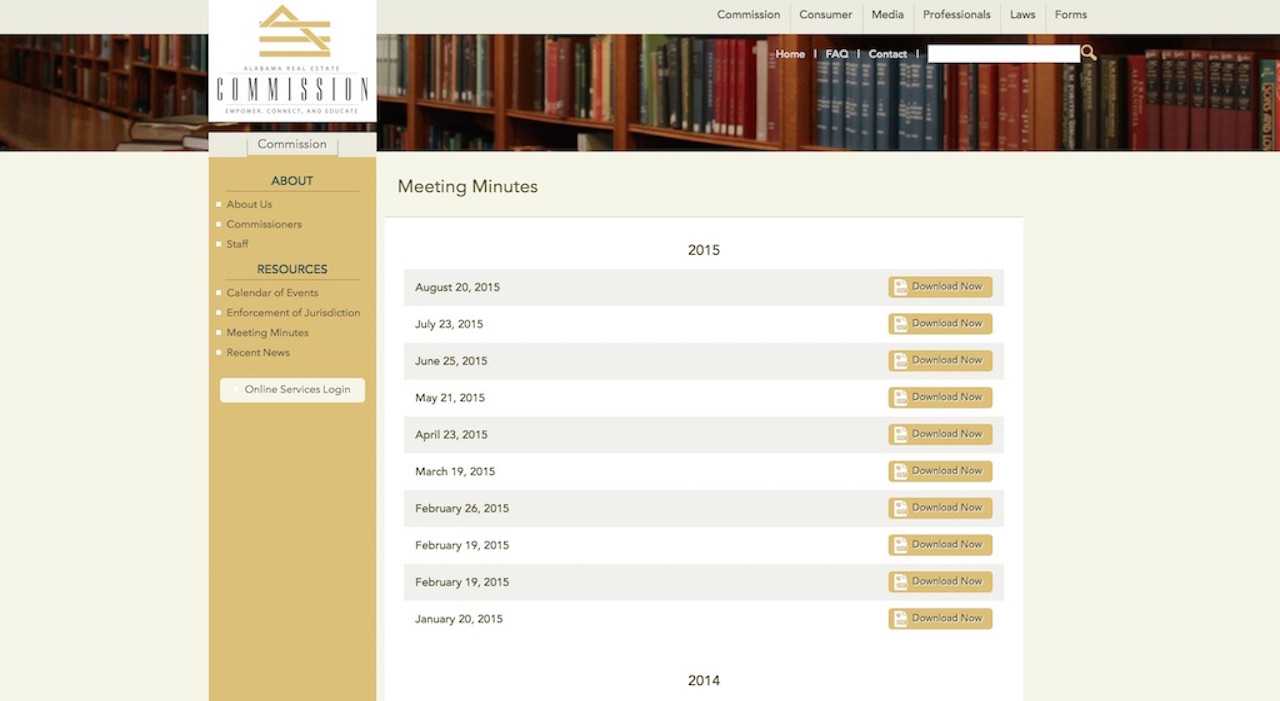 Commission
Consumer
Media
Professionals
Laws
Forms
ALABAMA REAL ESTATE
COMMISSION
EMPOWER, CONNECT, AND EDUCATE
Home | FAQ | Contact |
Commission
ABOUT
About Us
Commissioners
Staff
RESOURCES
Calendar of Events
Enforcement of Jurisdiction
Meeting Minutes
Recent News
Online Services Login
Meeting Minutes
2015
August 20, 2015 Download Now
July 23, 2015 Download Now
June 25, 2015 Download Now
May 21, 2015 Download Now
April 23, 2015 Download Now
March 19, 2015 Download Now
February 26, 2015 Download Now
February 19, 2015 Download Now
February 19, 2015 Download Now
January 20, 2015 Download Now
2014